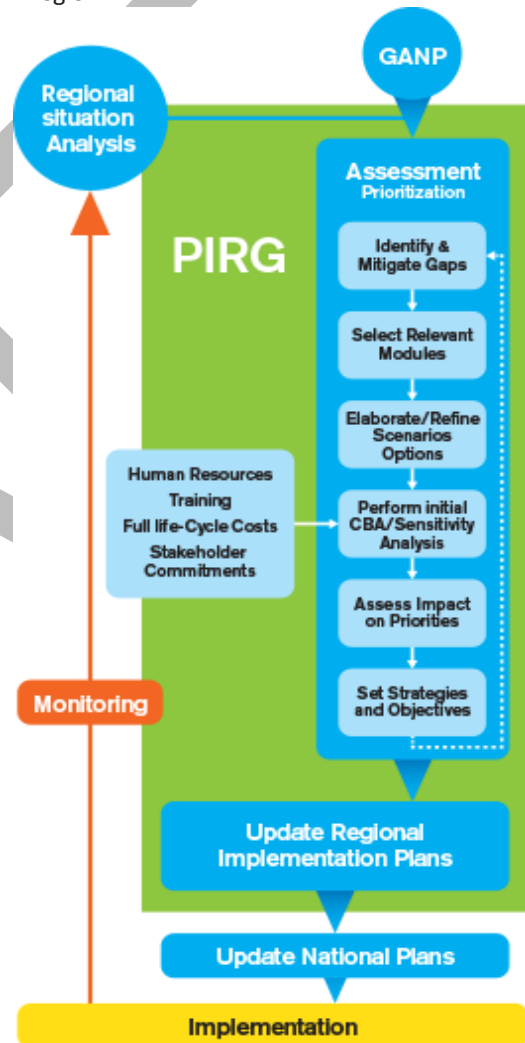 GANP
Regional
situation
Analysis
Assessment
Prioritization
PIRG
Identify &
Mitigate Gaps
Select Relevant
Modules
Elaborate/Refine
Scenarios
Options
Human Resources
Training
Full life-Cycle Costs
Stakeholder
Commitments
Perform initial
CBA/Sensitivity
Analysis
Assess Impact
on Priorities
Set Strategies
and Objectives
Monitoring
Update Regional
Implementation Plans
Update National Plans
Implementation